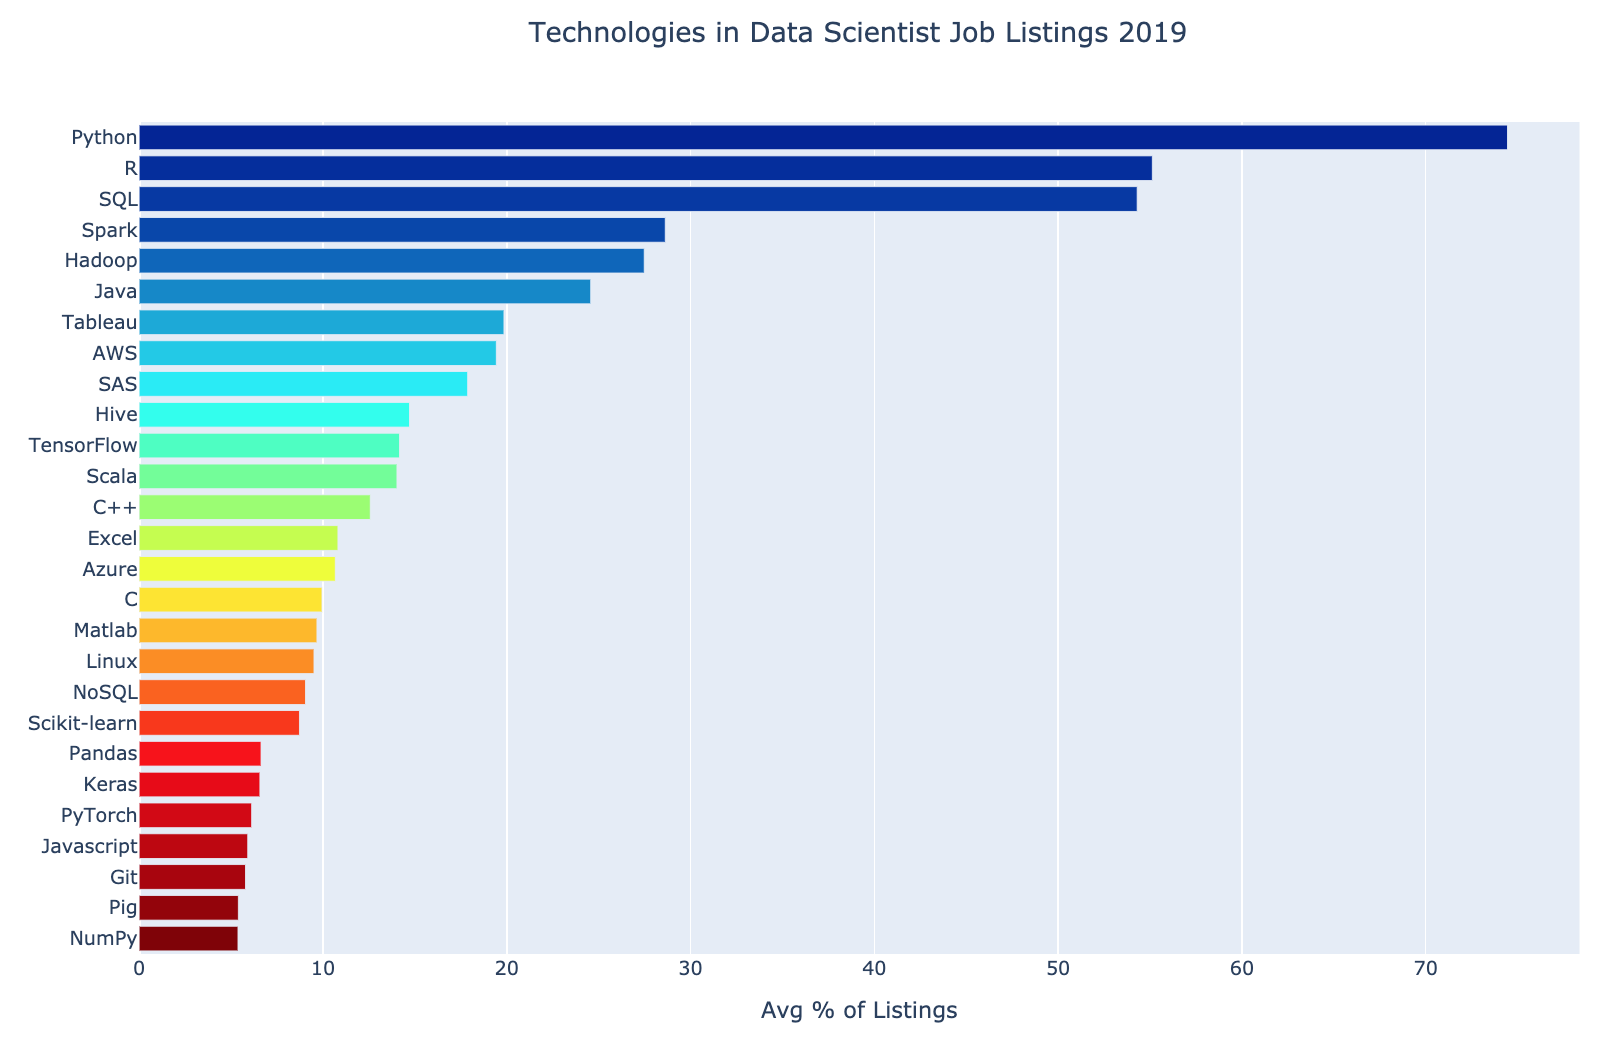 Technologies in Data Scientist Job Listings 2019
Python
R
SQL
Spark
Hadoop
Java
Tableau
AWS
SAS
Hive
TensorFlow
Scala
C++
Excel
Azure
C
Matlab
Linux
NoSQL
Scikit-learn
Pandas
Keras
PyTorch
Javascript
Git
Pig
NumPy
0 10 20 30 40 50 60 70
Avg % of Listings